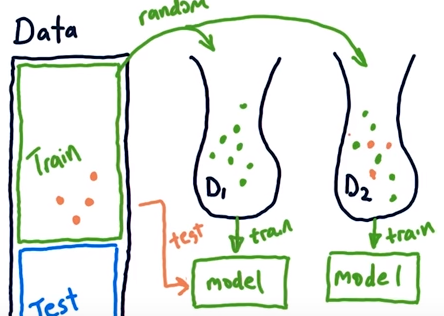 random
Data
Train
D1
D2
test
train
train
model
model
Test